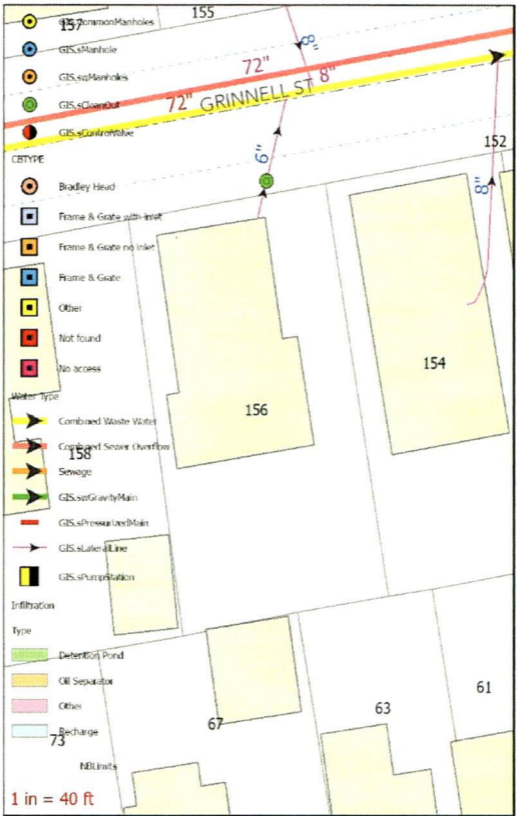 GIS.commonManholes
157
155
GIS.sManhole
GIS.swManholes
GIS.sCleanOut
GIS.sControlValve
8"
72"
8"
72"
GRINNELL ST
6"
8"
152
CBTYPE
Bradley Head
Frame & Grate with inlet
Frame & Grate no inlet
Frame & Grate
Other
Not found
No access
154
156
Water Type
Combined Waste Water
Combined Sewer Overflow
158
Sewage
GIS.swGravityMain
GIS.sPressurizedMain
GIS.sLateralLine
GIS.sPumpStation
Infiltration
Type
Detention Pond
Oil Separator
Other
Recharge
73
NBLimits
67
63
61
1 in = 40 ft